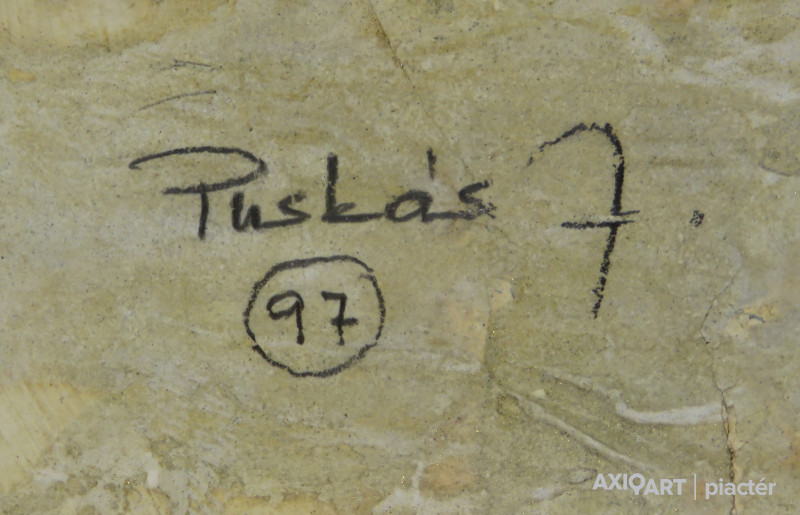 Puskás J.
97
AXIOART | piactér